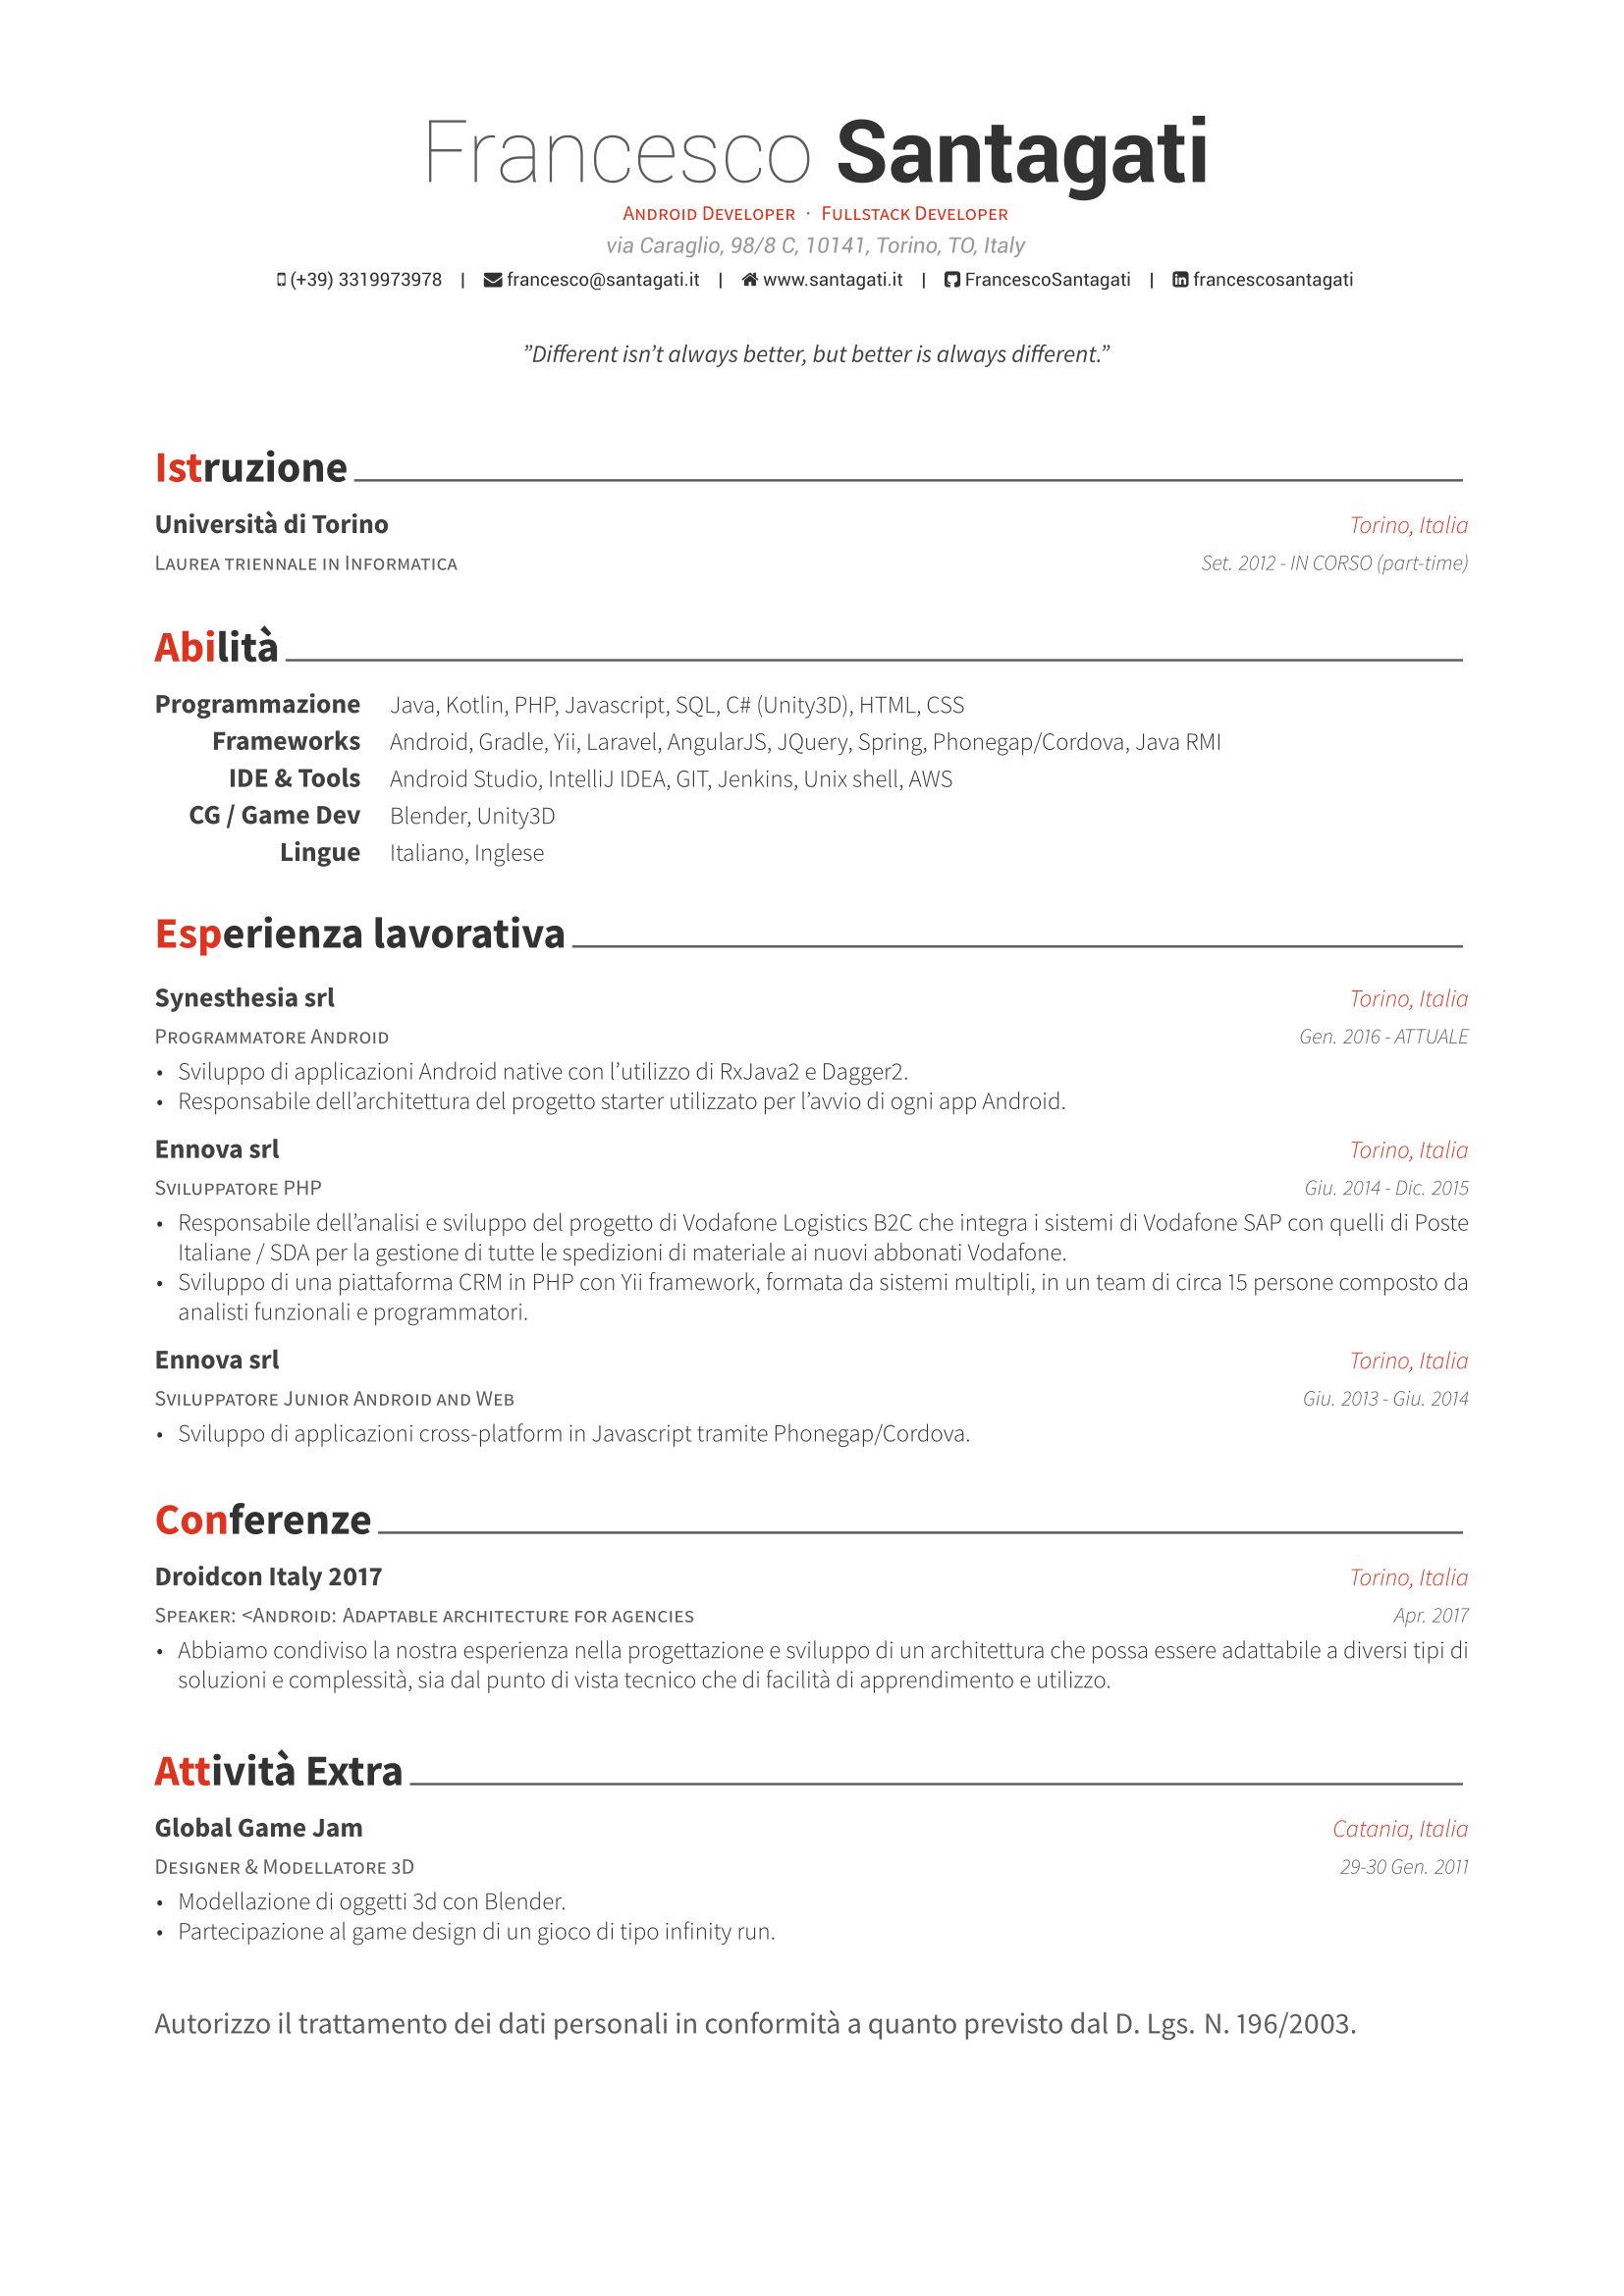 Francesco Santagati
Android Developer · Fullstack Developer
via Caraglio, 98/8 C, 10141, Torino, TO, Italy
(+39) 3319973978 | francesco@santagati.it | www.santagati.it | FrancescoSantagati | francescosantagati
”Different isn’t always better, but better is always different.”
Istruzione
Università di Torino Torino, Italia
Laurea triennale in Informatica Set. 2012 - IN CORSO (part-time)
Abilità
Programmazione Java, Kotlin, PHP, Javascript, SQL, C# (Unity3D), HTML, CSS
Frameworks Android, Gradle, Yii, Laravel, AngularJS, JQuery, Spring, Phonegap/Cordova, Java RMI
IDE & Tools Android Studio, IntelliJ IDEA, GIT, Jenkins, Unix shell, AWS
CG / Game Dev Blender, Unity3D
Lingue Italiano, Inglese
Esperienza lavorativa
Synesthesia srl Torino, Italia
Programmatore Android Gen. 2016 - ATTUALE
• Sviluppo di applicazioni Android native con l’utilizzo di RxJava2 e Dagger2.
• Responsabile dell’architettura del progetto starter utilizzato per l’avvio di ogni app Android.
Ennova srl Torino, Italia
Sviluppatore PHP Giu. 2014 - Dic. 2015
• Responsabile dell’analisi e sviluppo del progetto di Vodafone Logistics B2C che integra i sistemi di Vodafone SAP con quelli di Poste
Italiane / SDA per la gestione di tutte le spedizioni di materiale ai nuovi abbonati Vodafone.
• Sviluppo di una piattaforma CRM in PHP con Yii framework, formata da sistemi multipli, in un team di circa 15 persone composto da
analisti funzionali e programmatori.
Ennova srl Torino, Italia
Sviluppatore Junior Android and Web Giu. 2013 - Giu. 2014
• Sviluppo di applicazioni cross-platform in Javascript tramite Phonegap/Cordova.
Conferenze
Droidcon Italy 2017 Torino, Italia
Speaker: <Android: Adaptable architecture for agencies Apr. 2017
• Abbiamo condiviso la nostra esperienza nella progettazione e sviluppo di un architettura che possa essere adattabile a diversi tipi di
soluzioni e complessità, sia dal punto di vista tecnico che di facilità di apprendimento e utilizzo.
Attività Extra
Global Game Jam Catania, Italia
Designer & Modellatore 3D 29-30 Gen. 2011
• Modellazione di oggetti 3d con Blender.
• Partecipazione al game design di un gioco di tipo infinity run.
Autorizzo il trattamento dei dati personali in conformità a quanto previsto dal D. Lgs. N. 196/2003.